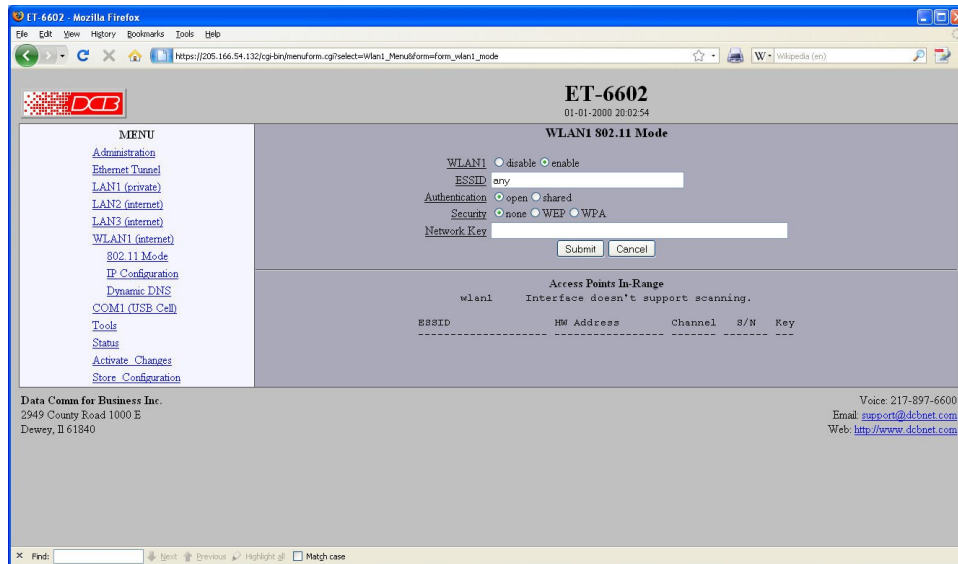 ET-6602 - Mozilla Firefox
File Edit View History Bookmarks Tools Help
https://205.166.54.132/cgi-bin/menuform.cgi?select=Wlan1_Menu&form=form_wlan1_mode
W Wikipedia (en)
DCB
ET-6602
01-01-2000 20:02:54
MENU
Administration
Ethernet Tunnel
LAN1 (private)
LAN2 (internet)
LAN3 (internet)
WLAN1 (internet)
802.11 Mode
IP Configuration
Dynamic DNS
COM1 (USB Cell)
Tools
Status
Activate Changes
Store Configuration
WLAN1 802.11 Mode
WLAN1 disable enable
ESSID any
Authentication open shared
Security none WEP WPA
Network Key
Submit Cancel
Access Points In-Range
wlan1 Interface doesn't support scanning.
ESSID HW Address Channel S/N Key
--------------------- ------------------ ------- ------- ---
Data Comm for Business Inc.
2949 County Road 1000 E
Dewey, Il 61840
Voice: 217-897-6600
Email: support@dcbnet.com
Web: http://www.dcbnet.com
Find: Next Previous Highlight all Match case